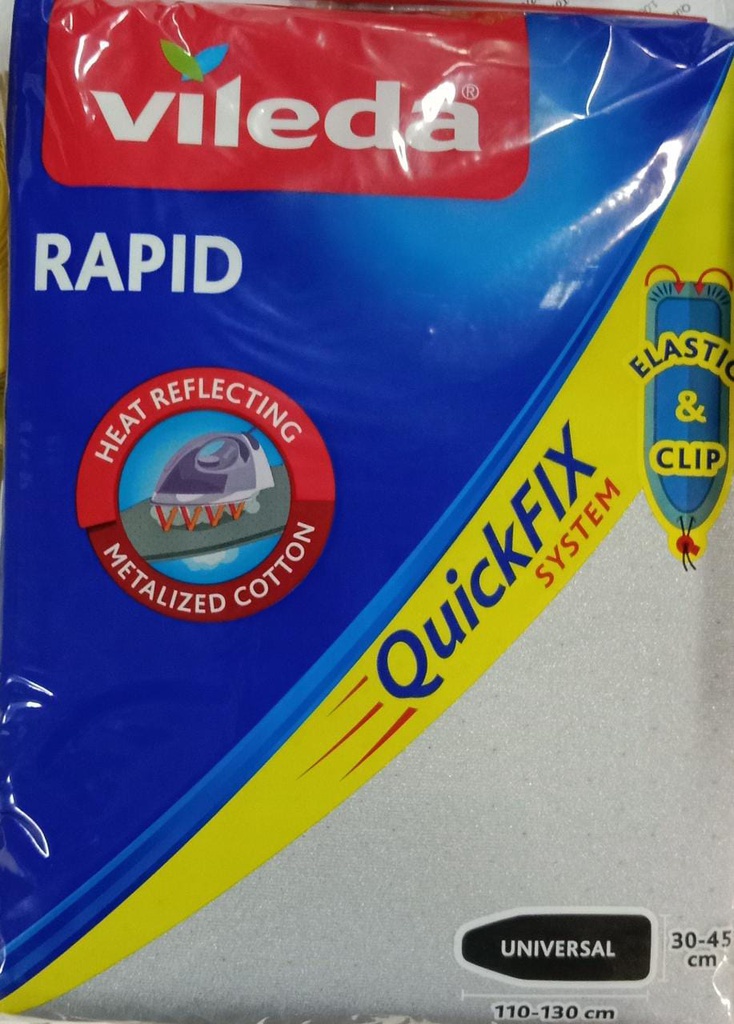 vileda®
RAPID
HEAT REFLECTING
METALIZED COTTON
ELASTIC
&
CLIP
QuickFIX
SYSTEM
UNIVERSAL
30-45
cm
110-130 cm